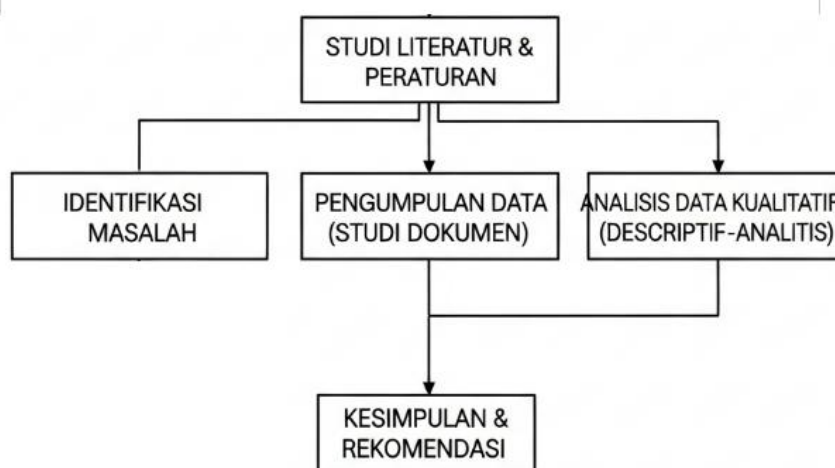 STUDI LITERATUR &
PERATURAN
IDENTIFIKASI
MASALAH
PENGUMPULAN DATA
(STUDI DOKUMEN)
ANALISIS DATA KUALITATIF
(DESCRIPTIF-ANALITIS)
KESIMPULAN &
REKOMENDASI